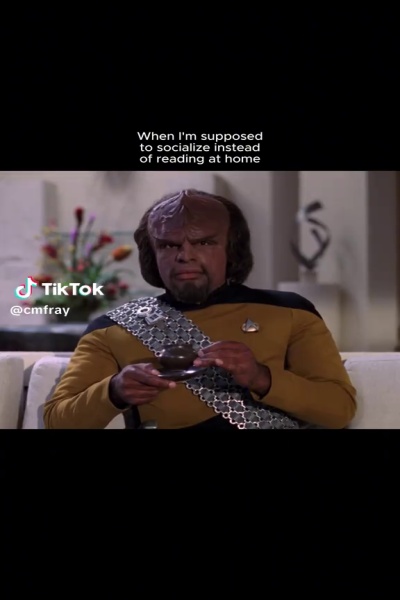 When I'm supposed
to socialize instead
of reading at home
TikTok
@cmfray